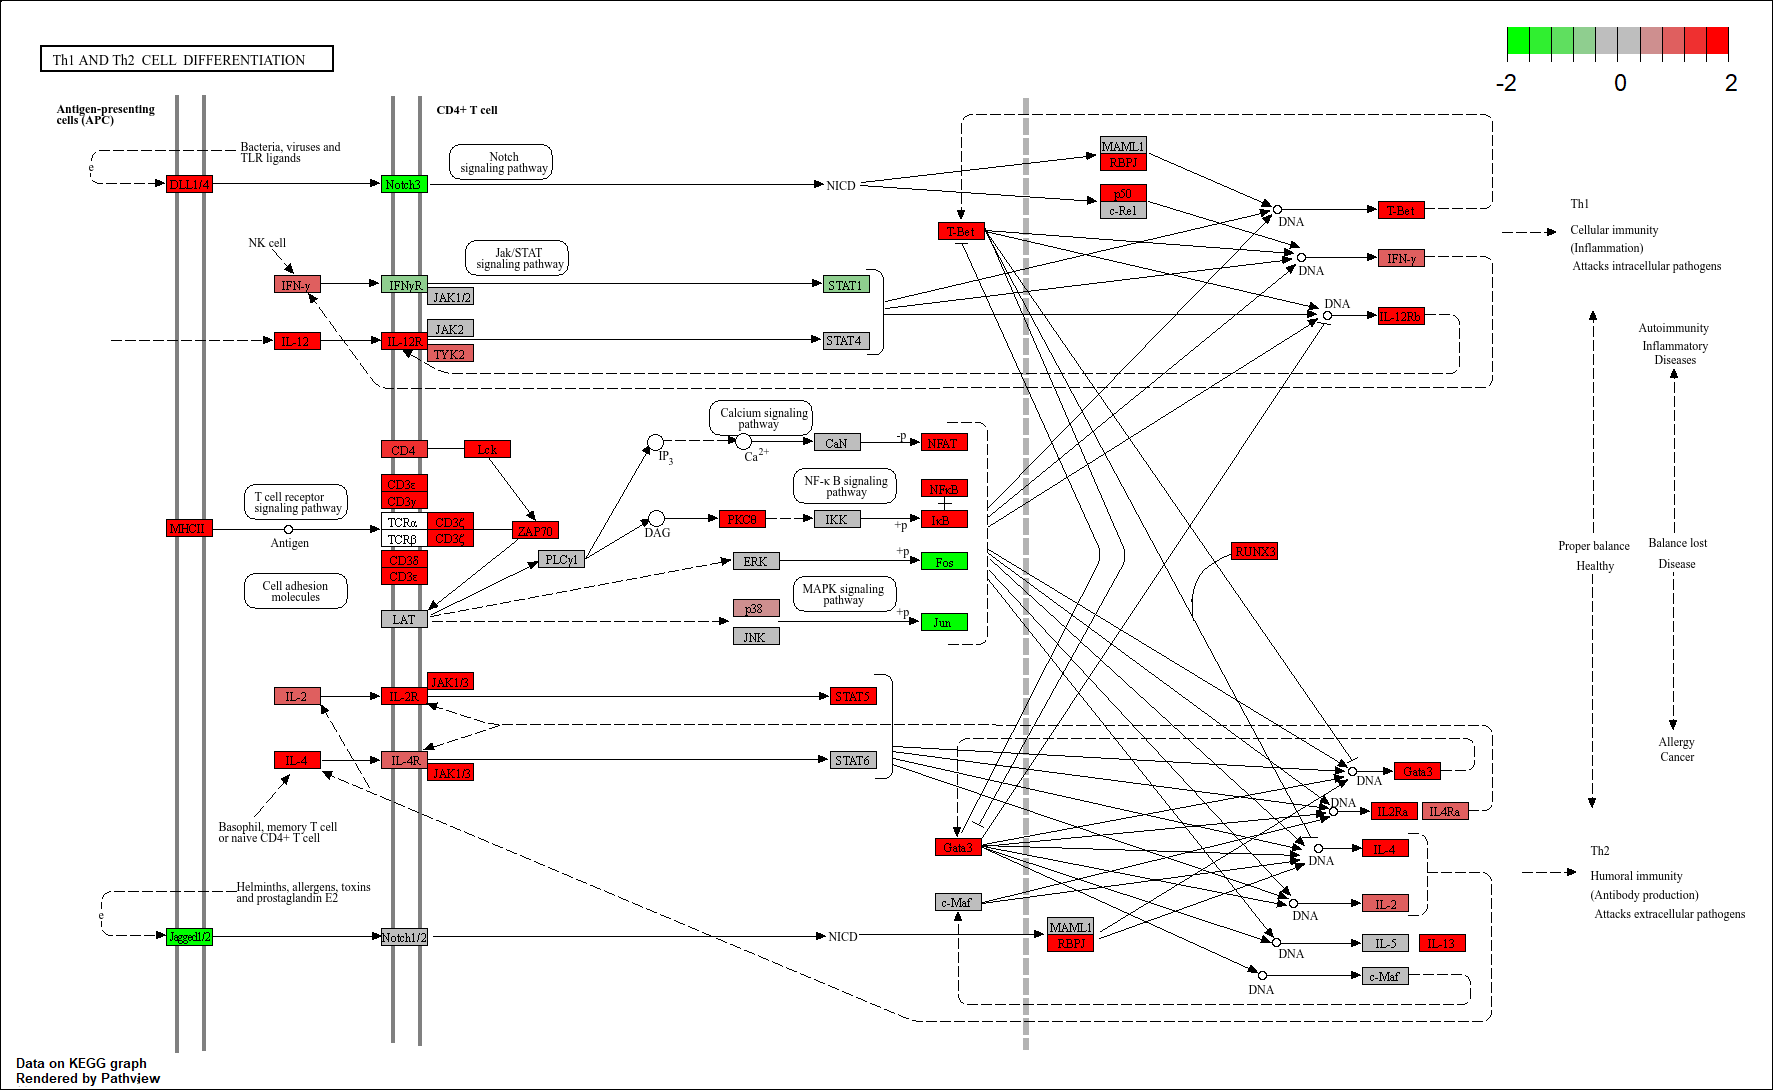 Th1 AND Th2 CELL DIFFERENTIATION
-2
0
2
Antigen-presenting
cells (APC)
CD4+ T cell
Bacteria, viruses and
TLR ligands
e
DLL1/4
Notch3
Notch
signaling pathway
NICD
MAML1
RBPJ
p50
c-Rel
DNA
T-Bet
T-Bet
Th1
Cellular immunity
(Inflammation)
Attacks intracellular pathogens
NK cell
IFN-γ
IFNγR
JAK1/2
Jak/STAT
signaling pathway
STAT1
DNA
IFN-γ
IL-12
IL-12R
JAK2
TYK2
STAT4
DNA
IL-12Rb
Autoimmunity
Inflammatory
Diseases
CD4
Lck
Calcium signaling
pathway
IP3
Ca2+
CaN
-p
NFAT
CD3ε
CD3γ
T cell receptor
signaling pathway
MHCII
Antigen
TCRα
TCRβ
CD3ζ
CD3ζ
ZAP70
CD3δ
CD3ε
NF-κ B signaling
pathway
NFκB
DAG
PKCθ
IKK
+p
IκB
PLCγ1
ERK
+p
Fos
Cell adhesion
molecules
LAT
MAPK signaling
pathway
p38
JNK
+p
Jun
RUNX3
Proper balance
Healthy
Balance lost
Disease
IL-2
IL-2R
JAK1/3
STAT5
IL-4
IL-4R
JAK1/3
STAT6
Allergy
Cancer
DNA
Gata3
DNA
IL2Ra
IL4Ra
Basophil, memory T cell
or naive CD4+ T cell
Gata3
DNA
IL-4
Th2
Humoral immunity
(Antibody production)
Attacks extracellular pathogens
c-Maf
DNA
IL-2
Helminths, allergens, toxins
and prostaglandin E2
e
Jagged1/2
Notch1/2
NICD
MAML1
RBPJ
DNA
IL-5
IL-13
DNA
c-Maf
Data on KEGG graph
Rendered by Pathview